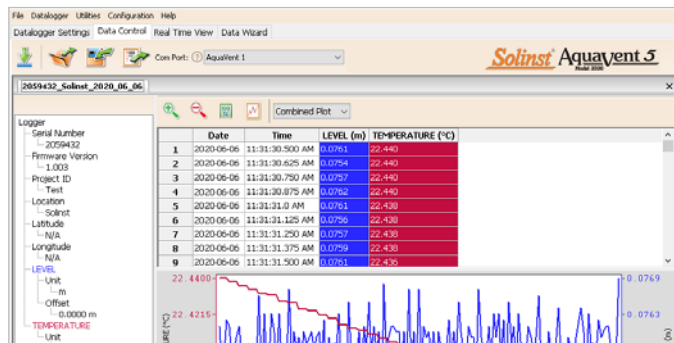 File Datalogger Utilities Configuration Help
Datalogger Settings Data Control Real Time View Data Wizard
Com Port: ? AquaVent 1
Solinst AquaVent 5
Model 3250
2059432_Solinst_2020_06_06
Combined Plot
Logger
Serial Number
2059432
Firmware Version
1.003
Project ID
Test
Location
Solinst
Latitude
N/A
Longitude
N/A
LEVEL
Unit
m
Offset
0.0000 m
TEMPERATURE
Unit
Date Time LEVEL (m) TEMPERATURE (°C)
1 2020-06-06 11:31:30.500 AM 0.0761 22.440
2 2020-06-06 11:31:30.625 AM 0.0754 22.440
3 2020-06-06 11:31:30.750 AM 0.0757 22.440
4 2020-06-06 11:31:30.875 AM 0.0762 22.440
5 2020-06-06 11:31:31.0 AM 0.0761 22.438
6 2020-06-06 11:31:31.125 AM 0.0756 22.438
7 2020-06-06 11:31:31.250 AM 0.0757 22.438
8 2020-06-06 11:31:31.375 AM 0.0759 22.438
9 2020-06-06 11:31:31.500 AM 0.0761 22.436
22.4400 0.0769
22.4215 0.0763
(°C)
(m)